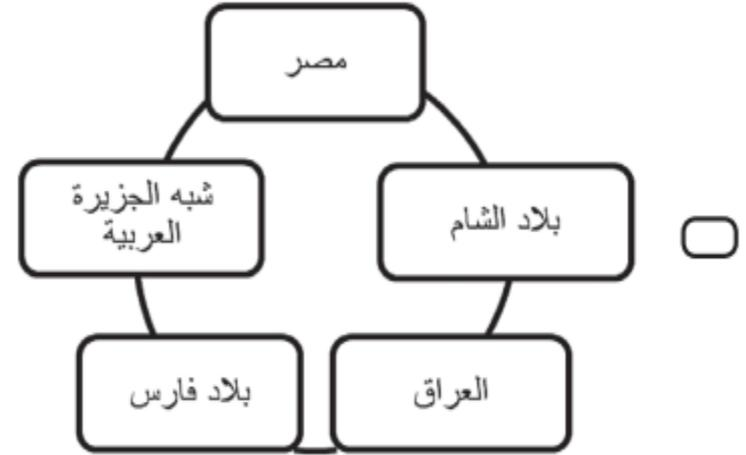 مصر
بلاد الشام
شبه الجزيرة
العربية
العراق
بلاد فارس